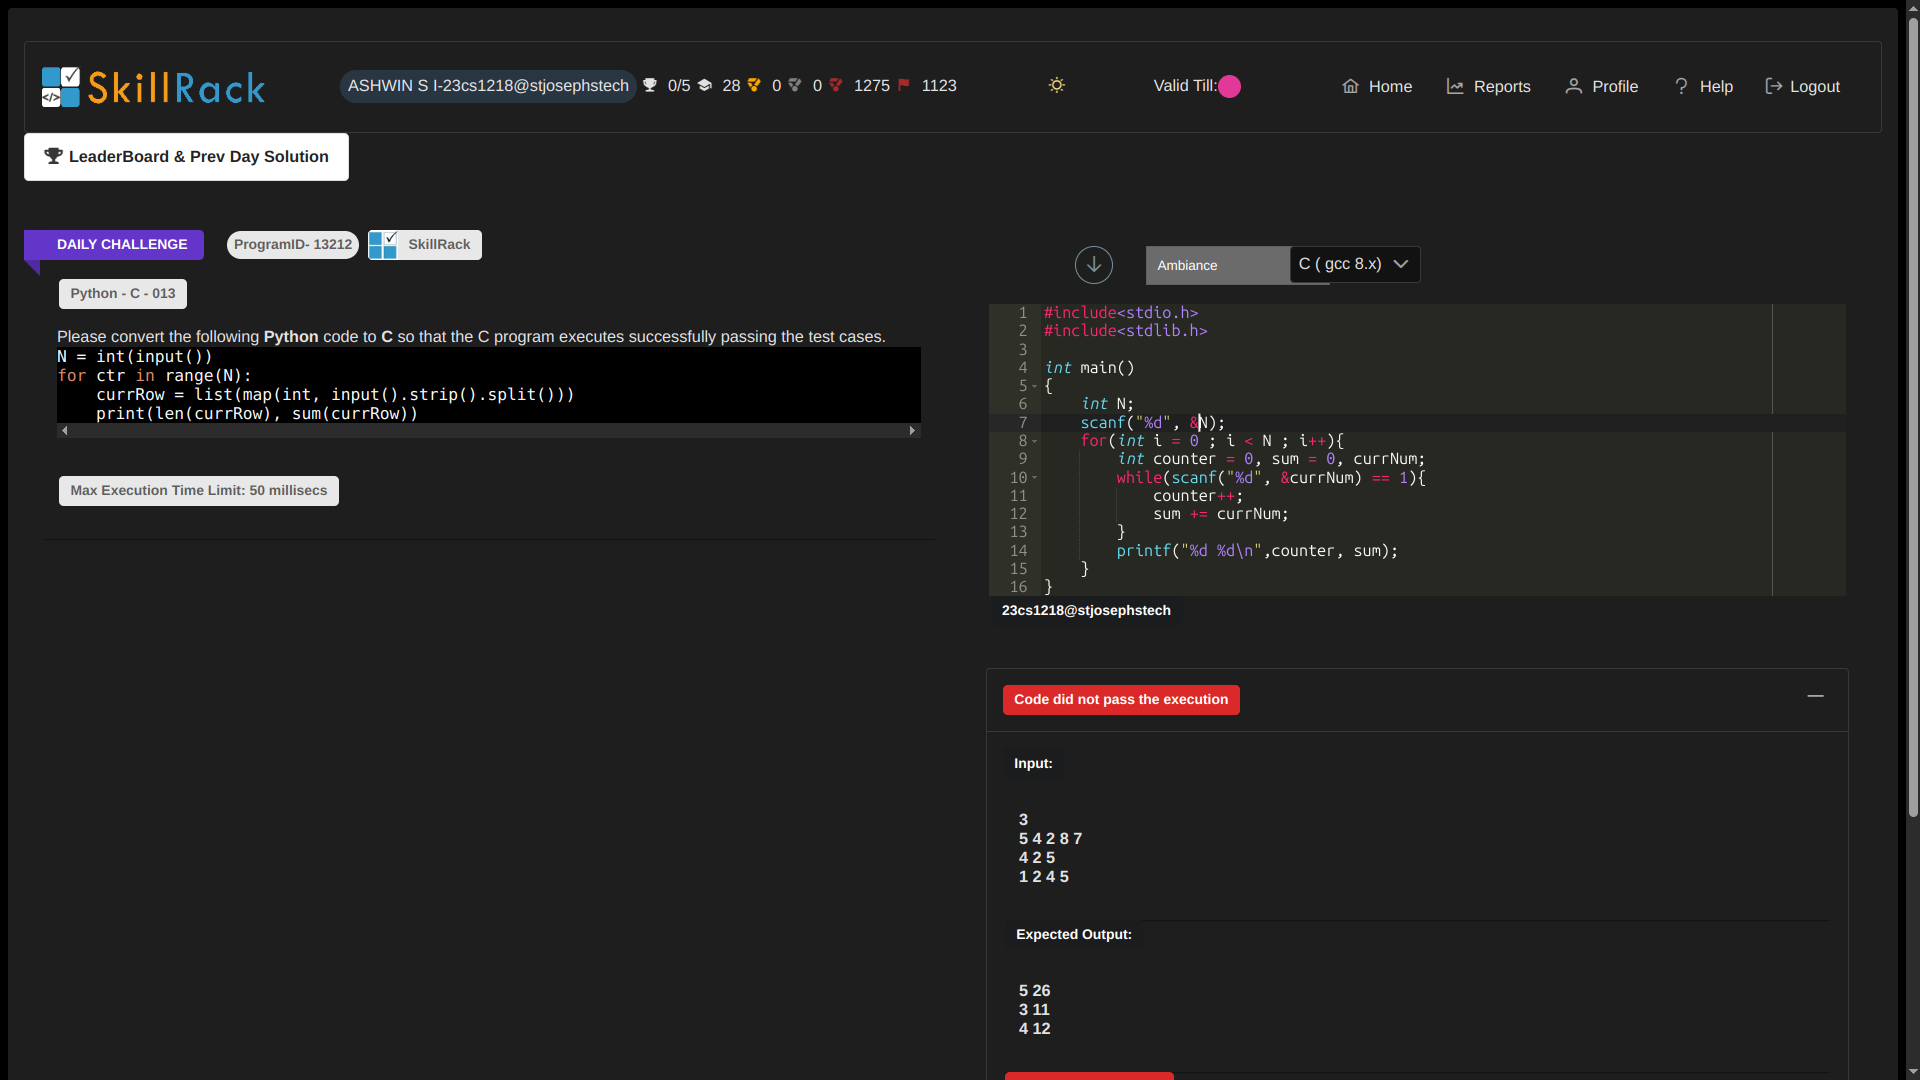 SkillRack
ASHWIN S I-23cs1218@stjosephstech 0/5 28 0 0 1275 1123
Valid Till:
Home
Reports
Profile
Help
Logout
LeaderBoard & Prev Day Solution
DAILY CHALLENGE
ProgramID- 13212
SkillRack
Python - C - 013
Please convert the following Python code to C so that the C program executes successfully passing the test cases.
N = int(input())
for ctr in range(N):
    currRow = list(map(int, input().strip().split()))
    print(len(currRow), sum(currRow))
Max Execution Time Limit: 50 millisecs
Ambiance
C ( gcc 8.x)
1 #include<stdio.h>
2 #include<stdlib.h>
3
4 int main()
5 {
6     int N;
7     scanf("%d", &N);
8     for(int i = 0 ; i < N ; i++){
9         int counter = 0, sum = 0, currNum;
10         while(scanf("%d", &currNum) == 1){
11             counter++;
12             sum += currNum;
13         }
14         printf("%d %d\n",counter, sum);
15     }
16 }
23cs1218@stjosephstech
Code did not pass the execution
Input:
3
5 4 2 8 7
4 2 5
1 2 4 5
Expected Output:
5 26
3 11
4 12